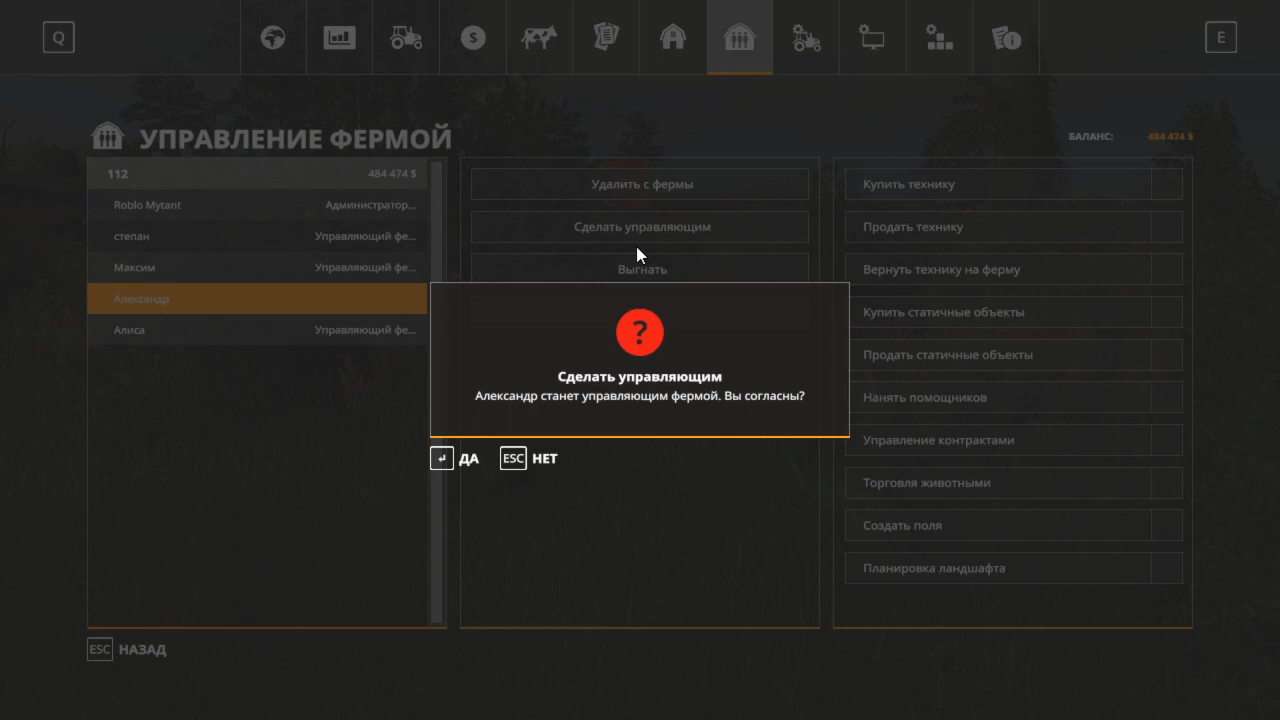 Q
$
E
УПРАВЛЕНИЕ ФЕРМОЙ
БАЛАНС: 484 474 $
112 484 474 $
Roblo Mytant Администратор...
степан Управляющий фе...
Максим Управляющий фе...
Александр
Алиса Управляющий фе...
Удалить с фермы
Сделать управляющим
Выгнать
Купить технику
Продать технику
Вернуть технику на ферму
Купить статичные объекты
Продать статичные объекты
Нанять помощников
Управление контрактами
Торговля животными
Создать поля
Планировка ландшафта
?
Сделать управляющим
Александр станет управляющим фермой. Вы согласны?
↵ ДА ESC НЕТ
ESC НАЗАД